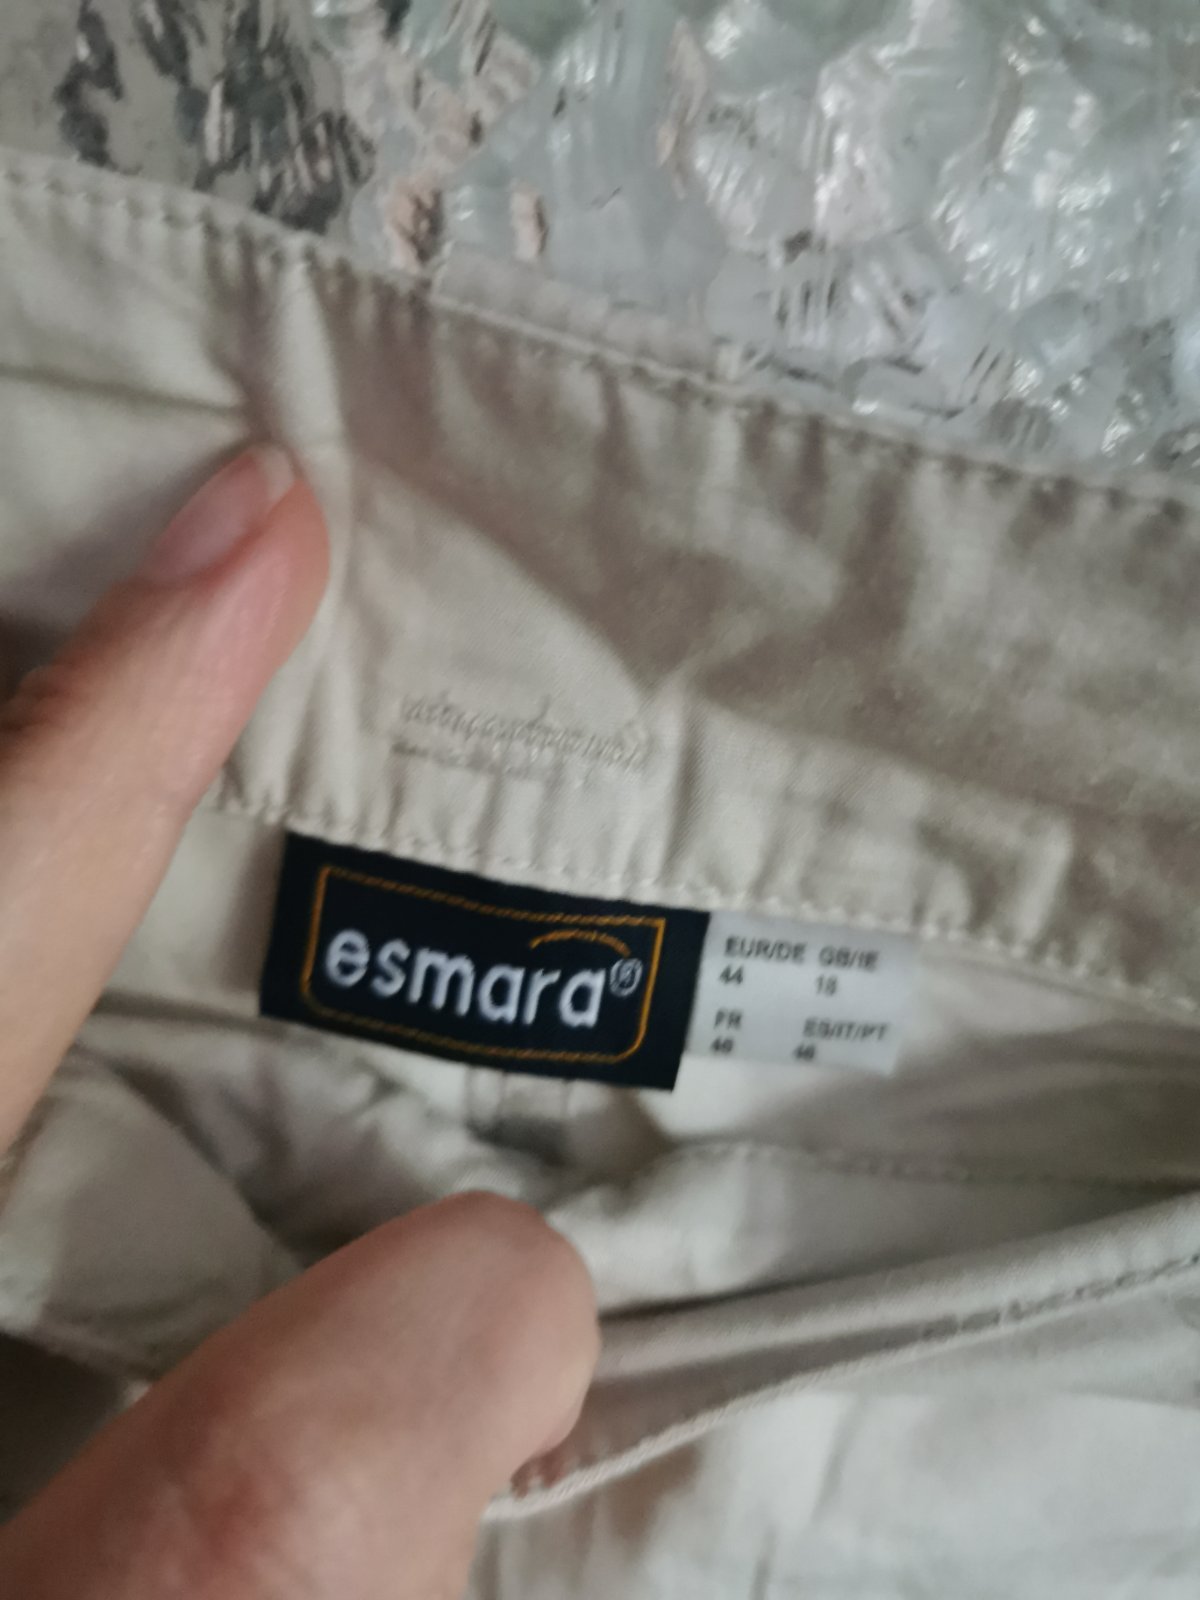 esmara®
EUR/DE GB/IE
44 18
FR ES/IT/PT
46 48